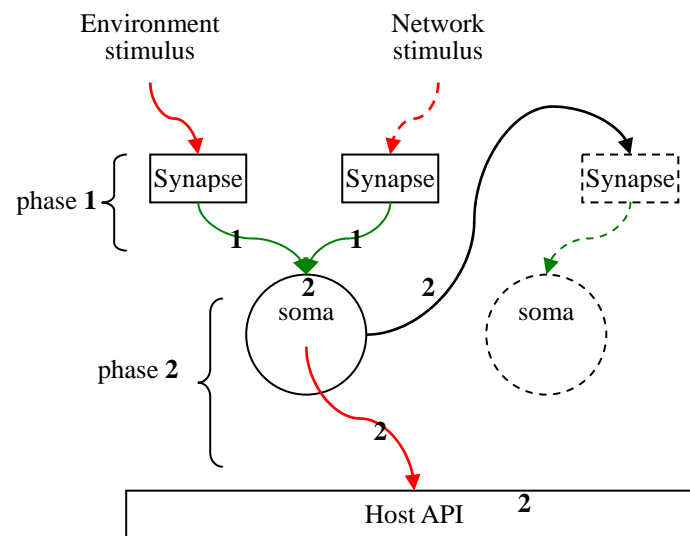 Environment
stimulus
Network
stimulus
Synapse
Synapse
Synapse
phase 1
1
1
2
soma
2
soma
phase 2
2
2
Host API